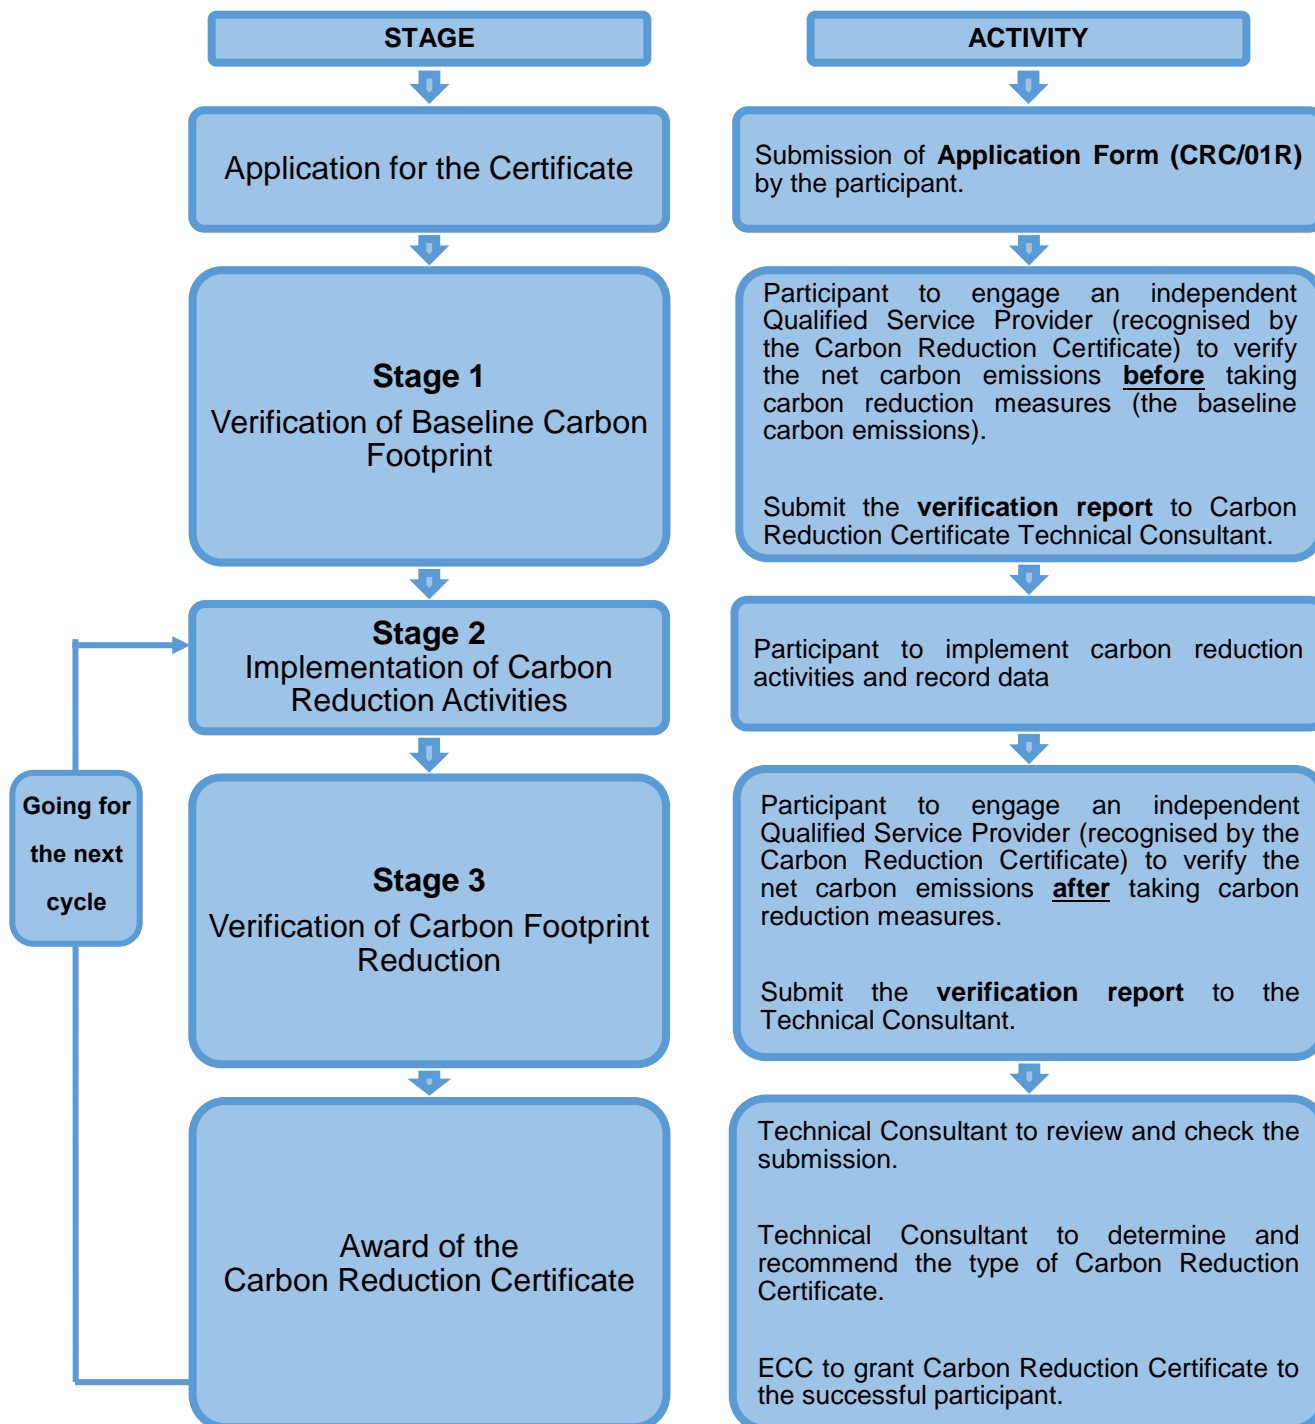 STAGE
ACTIVITY
Application for the Certificate
Submission of Application Form (CRC/01R)
by the participant.
Stage 1
Verification of Baseline Carbon
Footprint
Participant to engage an independent
Qualified Service Provider (recognised by
the Carbon Reduction Certificate) to verify
the net carbon emissions before taking
carbon reduction measures (the baseline
carbon emissions).
Submit the verification report to Carbon
Reduction Certificate Technical Consultant.
Stage 2
Implementation of Carbon
Reduction Activities
Participant to implement carbon reduction
activities and record data
Going for
the next
cycle
Stage 3
Verification of Carbon Footprint
Reduction
Participant to engage an independent
Qualified Service Provider (recognised by the
Carbon Reduction Certificate) to verify the
net carbon emissions after taking carbon
reduction measures.
Submit the verification report to the
Technical Consultant.
Award of the
Carbon Reduction Certificate
Technical Consultant to review and check the
submission.
Technical Consultant to determine and
recommend the type of Carbon Reduction
Certificate.
ECC to grant Carbon Reduction Certificate to
the successful participant.